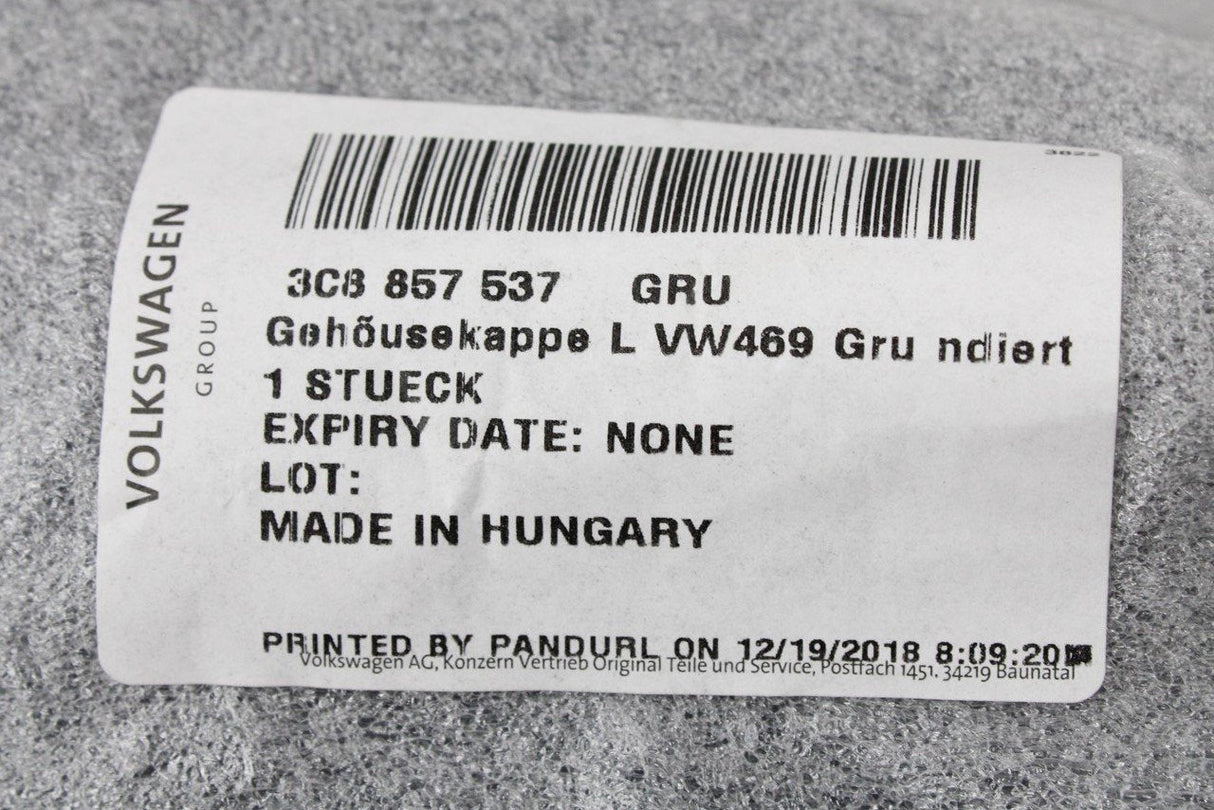 3822
VOLKSWAGEN
GROUP
3C8 857 537 GRU
Gehõusekappe L VW469 Gru ndiert
1 STUECK
EXPIRY DATE: NONE
LOT:
MADE IN HUNGARY
PRINTED BY PANDURL ON 12/19/2018 8:09:20
Volkswagen AG, Konzern Vertrieb Original Teile und Service, Postfach 1451. 34219 Baunatal